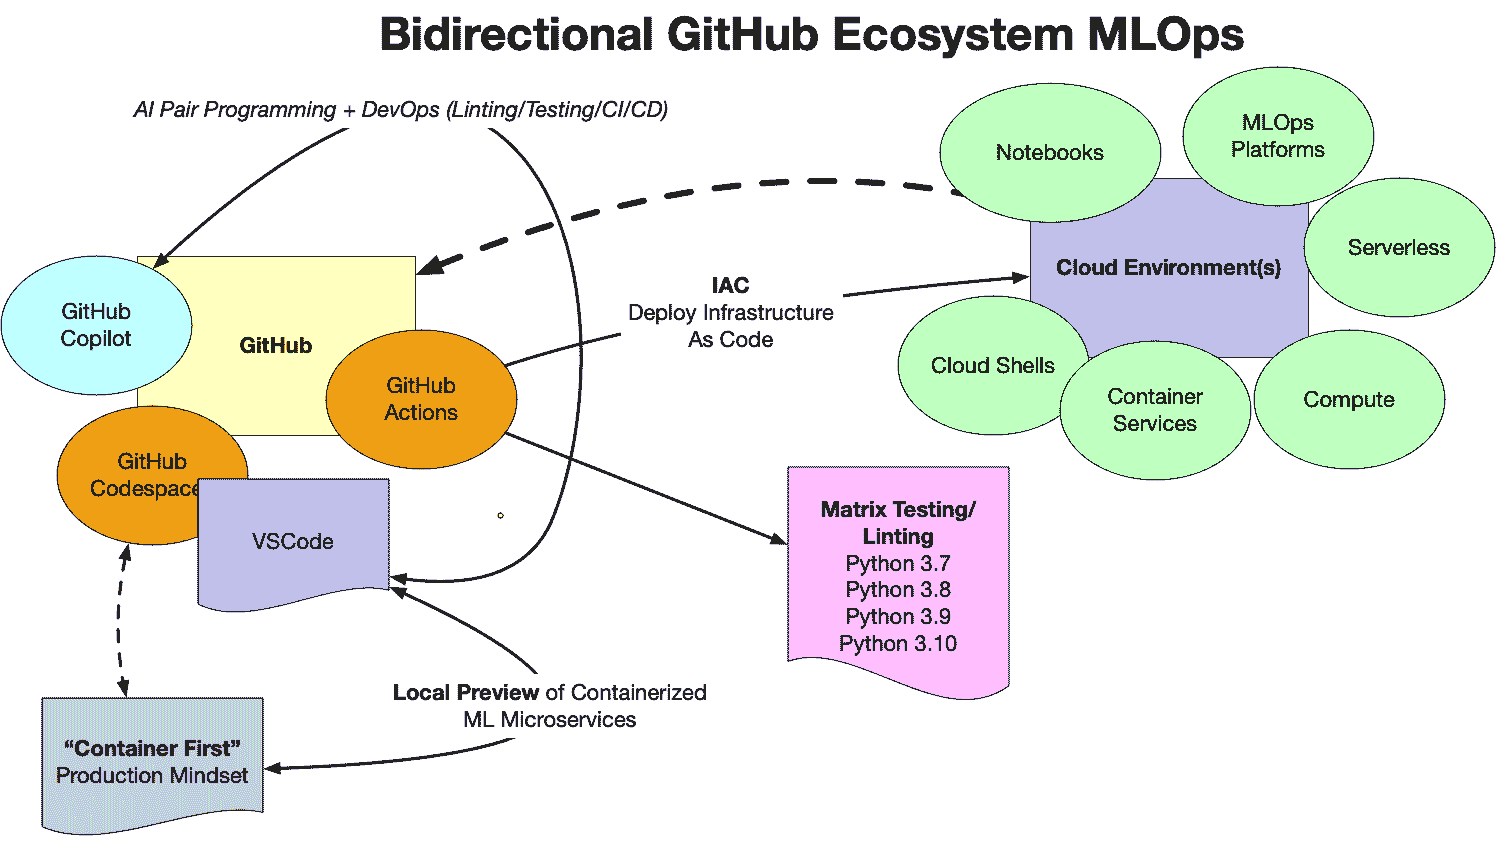 Bidirectional GitHub Ecosystem MLOps
AI Pair Programming + DevOps (Linting/Testing/CI/CD)
Notebooks
MLOps
Platforms
Serverless
Cloud Environment(s)
Cloud Shells
Container
Services
Compute
GitHub
Copilot
GitHub
GitHub
Actions
IAC
Deploy Infrastructure
As Code
GitHub
Codespace
VSCode
Matrix Testing/
Linting
Python 3.7
Python 3.8
Python 3.9
Python 3.10
Local Preview of Containerized
ML Microservices
“Container First”
Production Mindset